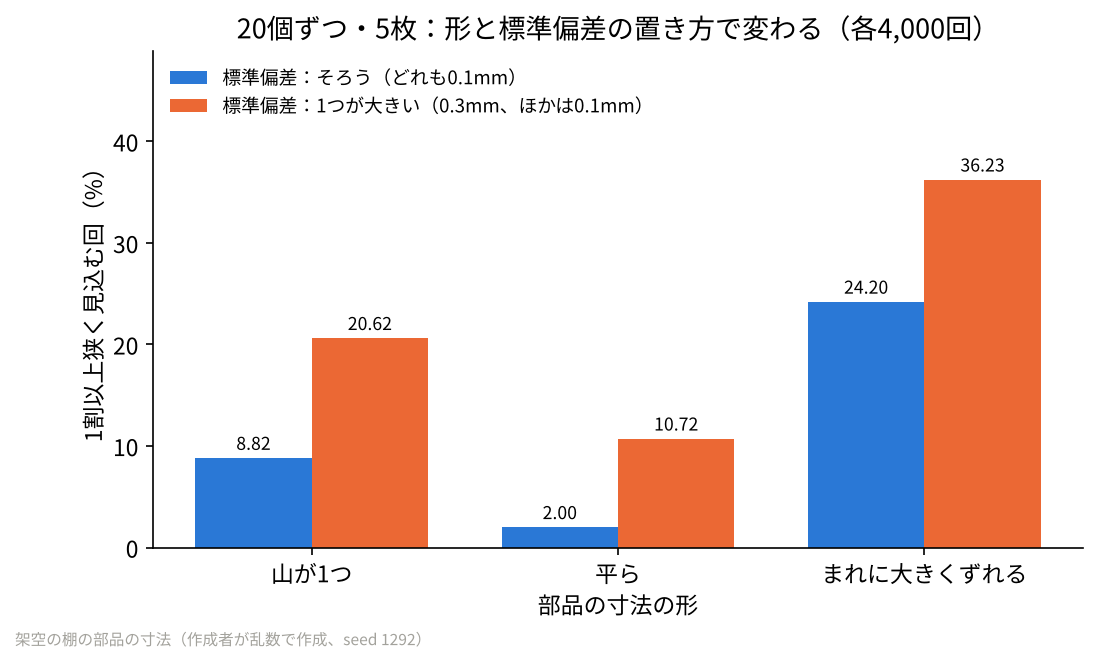 20個ずつ・5枚：形と標準偏差の置き方で変わる（各4,000回）
標準偏差：そろう（どれも0.1mm）
標準偏差：1つが大きい（0.3mm、ほかは0.1mm）
1割以上狭く見込む回（%）
40
30
20
10
0
8.82
20.62
2.00
10.72
24.20
36.23
山が1つ
平ら
まれに大きくずれる
部品の寸法の形
架空の棚の部品の寸法（作成者が乱数で作成、seed 1292）